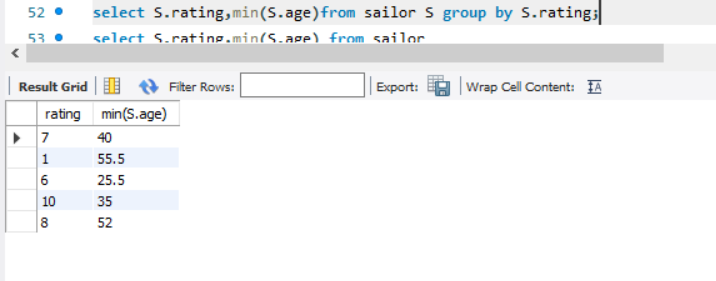 52 select S.rating,min(S.age)from sailor S group by S.rating;
53 select S.rating,min(S.age) from sailor
Result Grid Filter Rows: Export: Wrap Cell Content:
rating min(S.age)
7 40
1 55.5
6 25.5
10 35
8 52